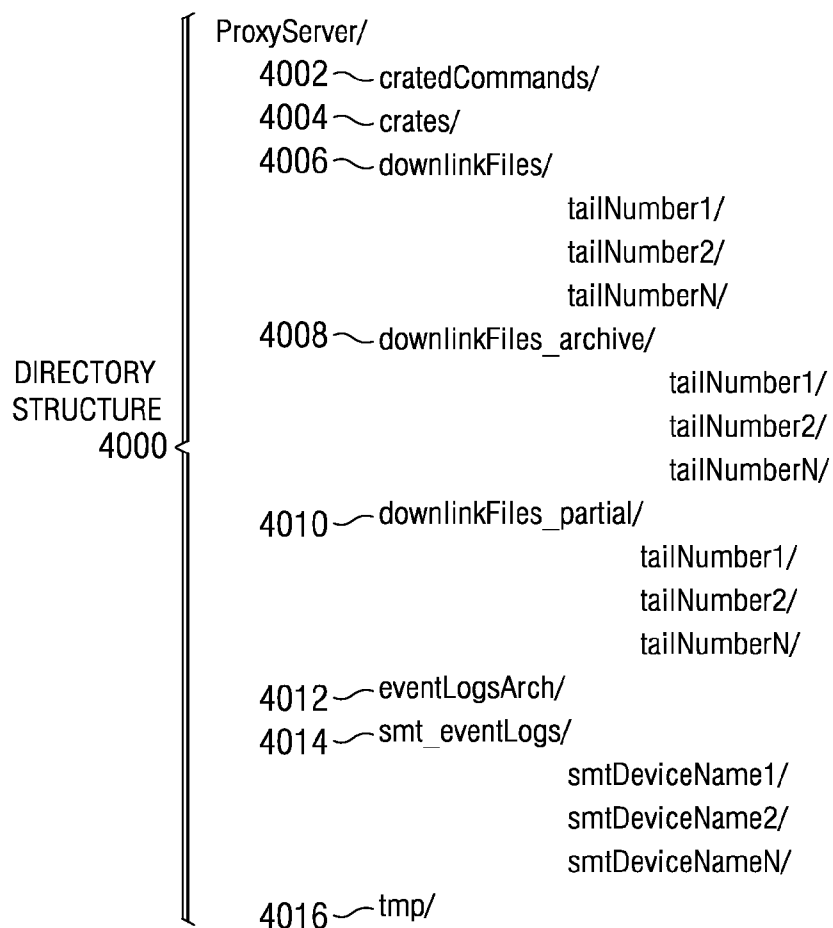 ProxyServer/
4002 cratedCommands/
4004 crates/
4006 downlinkFiles/
tailNumber1/
tailNumber2/
tailNumberN/
4008 downlinkFiles_archive/
tailNumber1/
tailNumber2/
tailNumberN/
DIRECTORY
STRUCTURE
4000
4010 downlinkFiles_partial/
tailNumber1/
tailNumber2/
tailNumberN/
4012 eventLogsArch/
4014 smt_eventLogs/
smtDeviceName1/
smtDeviceName2/
smtDeviceNameN/
4016 tmp/